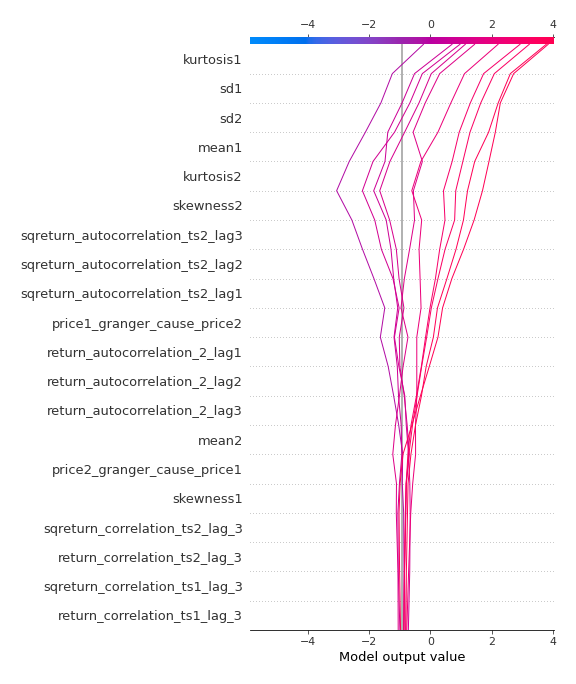 −4 −2 0 2 4
kurtosis1
sd1
sd2
mean1
kurtosis2
skewness2
sqreturn_autocorrelation_ts2_lag3
sqreturn_autocorrelation_ts2_lag2
sqreturn_autocorrelation_ts2_lag1
price1_granger_cause_price2
return_autocorrelation_2_lag1
return_autocorrelation_2_lag2
return_autocorrelation_2_lag3
mean2
price2_granger_cause_price1
skewness1
sqreturn_correlation_ts2_lag_3
return_correlation_ts2_lag_3
sqreturn_correlation_ts1_lag_3
return_correlation_ts1_lag_3
−4 −2 0 2 4
Model output value